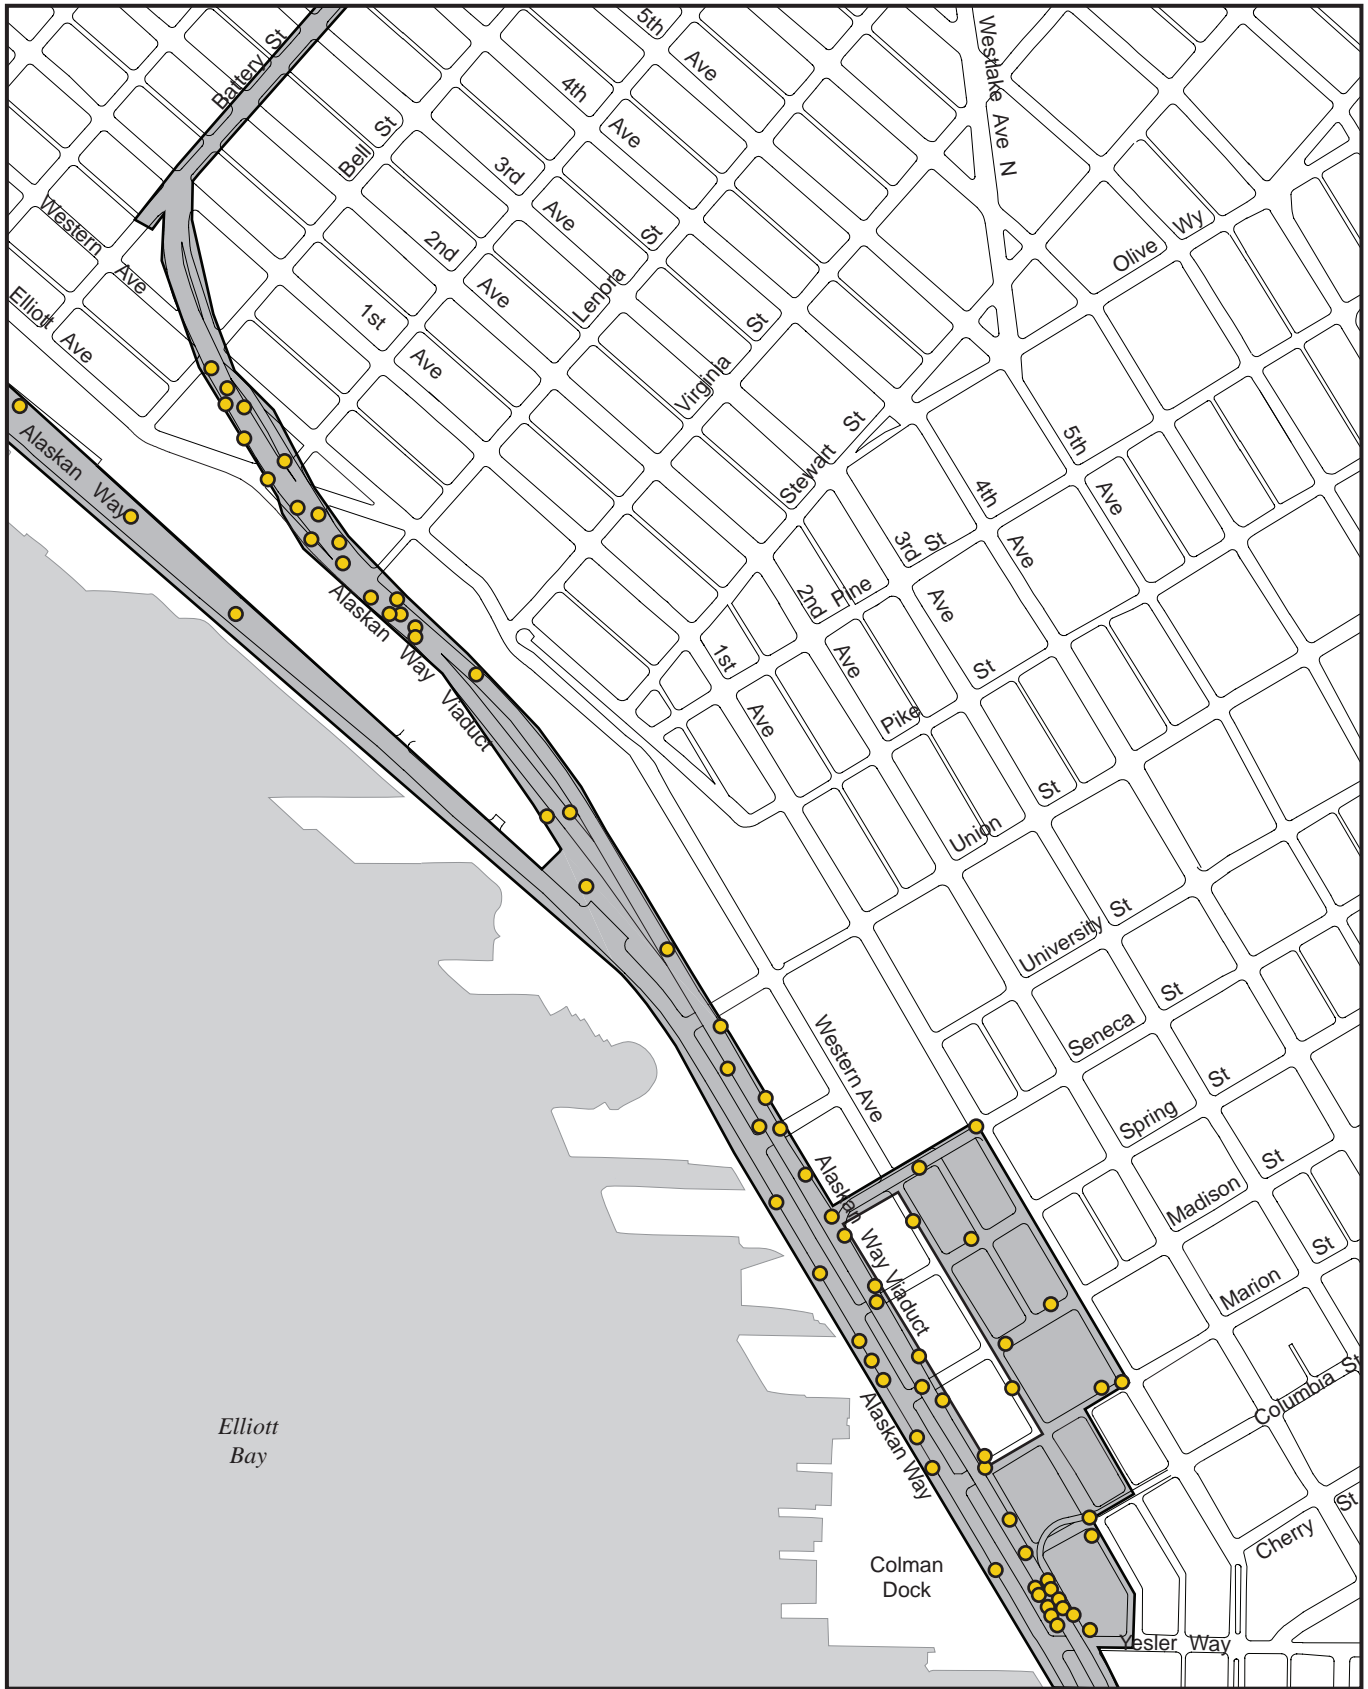 Battery St
Bell St
5th Ave
4th Ave
3rd Ave
2nd Ave
1st Ave
Western Ave
Elliott Ave
Westlake Ave N
Olive Wy
Lenora St
Virginia St
Stewart St
Alaskan Way
Alaskan Way Viaduct
5th Ave
4th Ave
3rd Ave
2nd Ave
1st Ave
Pine St
Pike St
Union St
University St
Seneca St
Spring St
Madison St
Marion St
Columbia St
Cherry St
Yesler Way
Western Ave
Alaskan Way Viaduct
Alaskan Way
Elliott
Bay
Colman
Dock